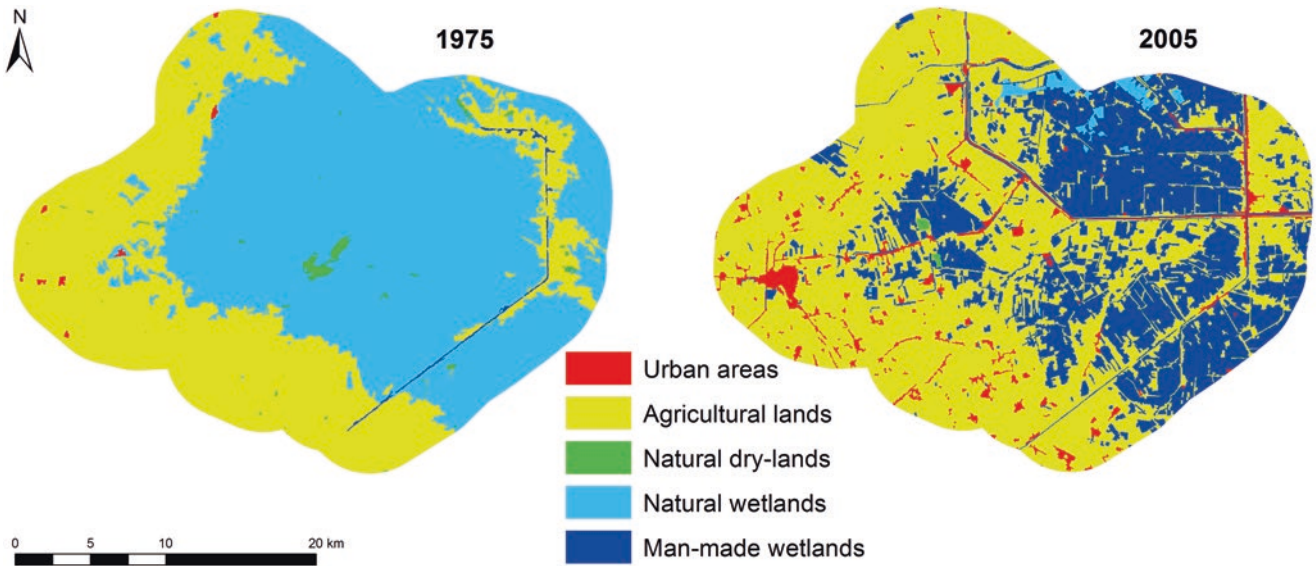 N
1975
2005
Urban areas
Agricultural lands
Natural dry-lands
Natural wetlands
Man-made wetlands
0 5 10 20 km